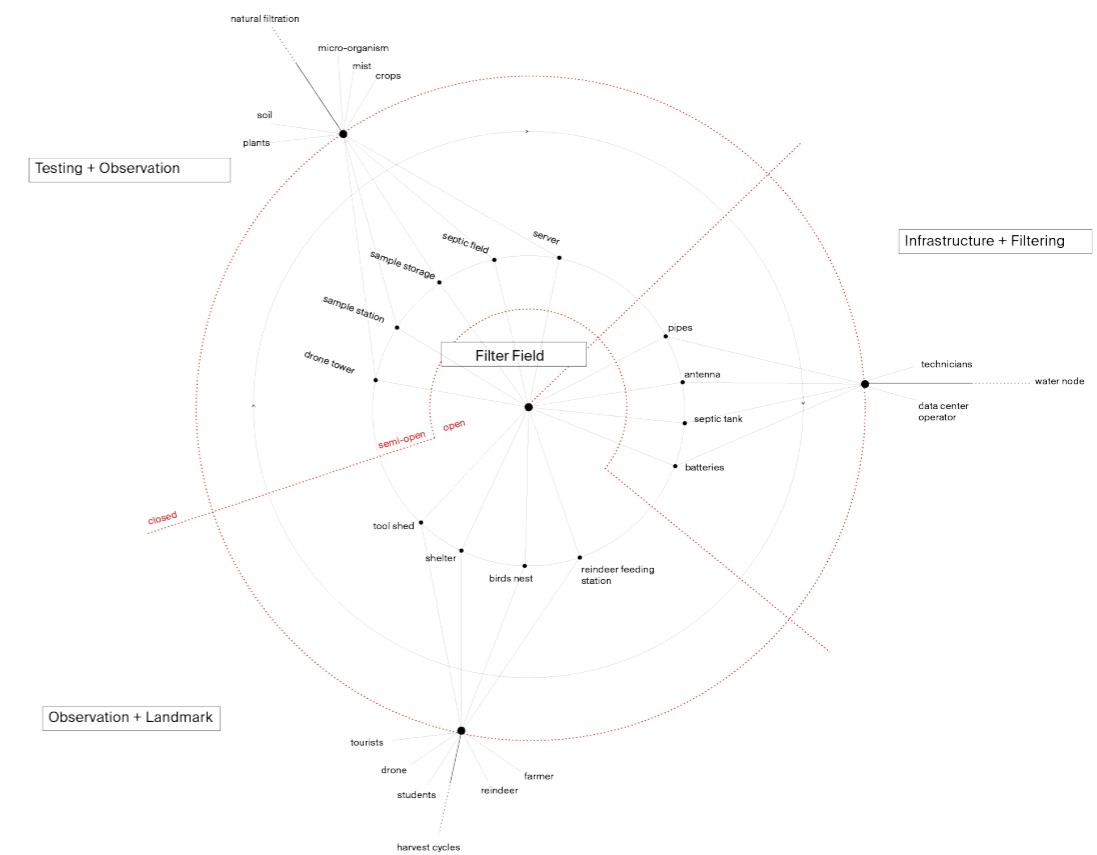 natural filtration
micro-organism
mist
crops
soil
plants
Testing + Observation
server
septic field
Infrastructure + Filtering
sample storage
sample station
pipes
Filter Field
drone tower
technicians
antenna
water node
data center
operator
septic tank
open
semi-open
batteries
closed
tool shed
shelter
birds nest
reindeer feeding
station
Observation + Landmark
tourists
drone
farmer
students
reindeer
harvest cycles